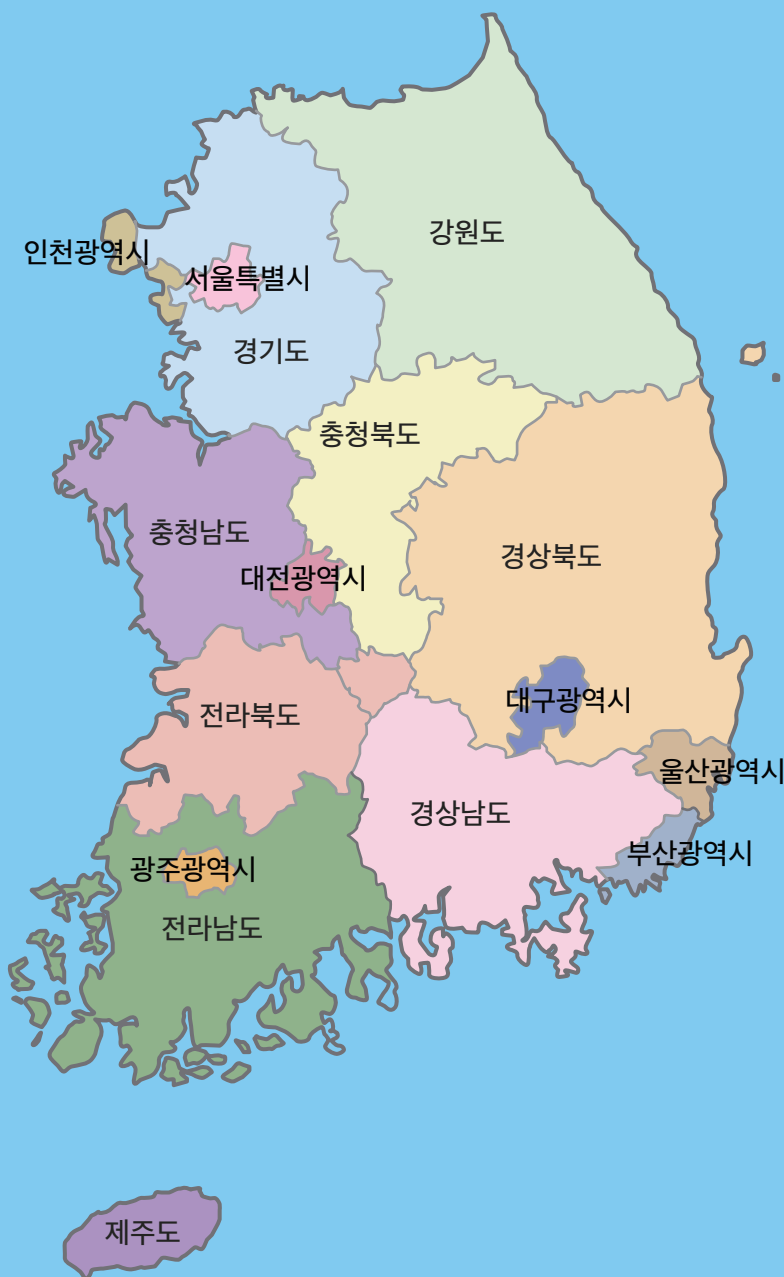 강원도
인천광역시
서울특별시
경기도
충청북도
충청남도
경상북도
대전광역시
대구광역시
전라북도
울산광역시
경상남도
부산광역시
광주광역시
전라남도
제주도